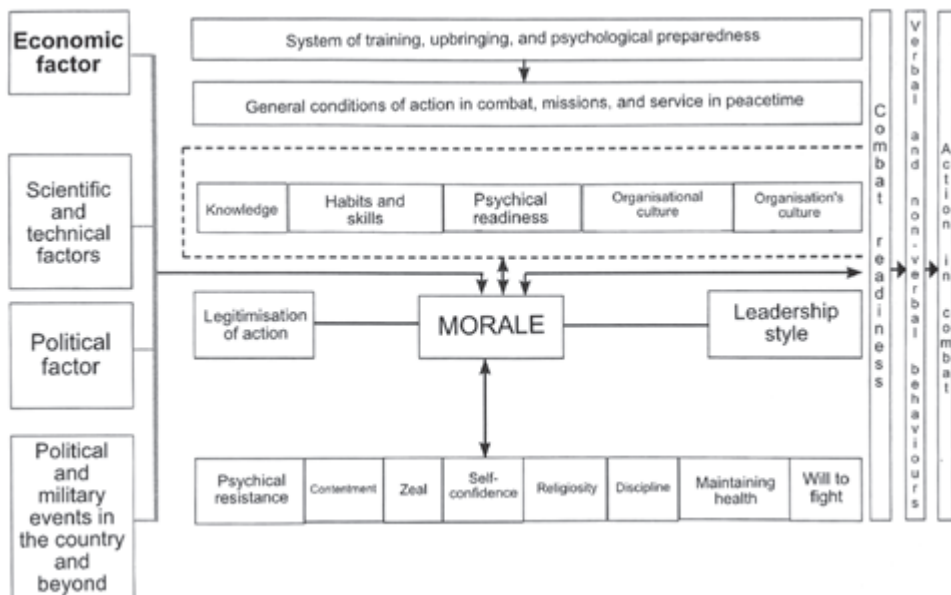 Economic
factor
Scientific
and
technical
factors
Political
factor
Political
and
military
events in
the country
and
beyond
System of training, upbringing, and psychological preparedness
General conditions of action in combat, missions, and service in peacetime
Knowledge
Habits and
skills
Psychical
readiness
Organisational
culture
Organisation's
culture
Legitimisation
of action
MORALE
Leadership
style
Psychical
resistance
Contentment
Zeal
Self-
confidence
Religiosity
Discipline
Maintaining
health
Will to
fight
Combat readiness
Verbal and non-verbal behaviours
Action in combat